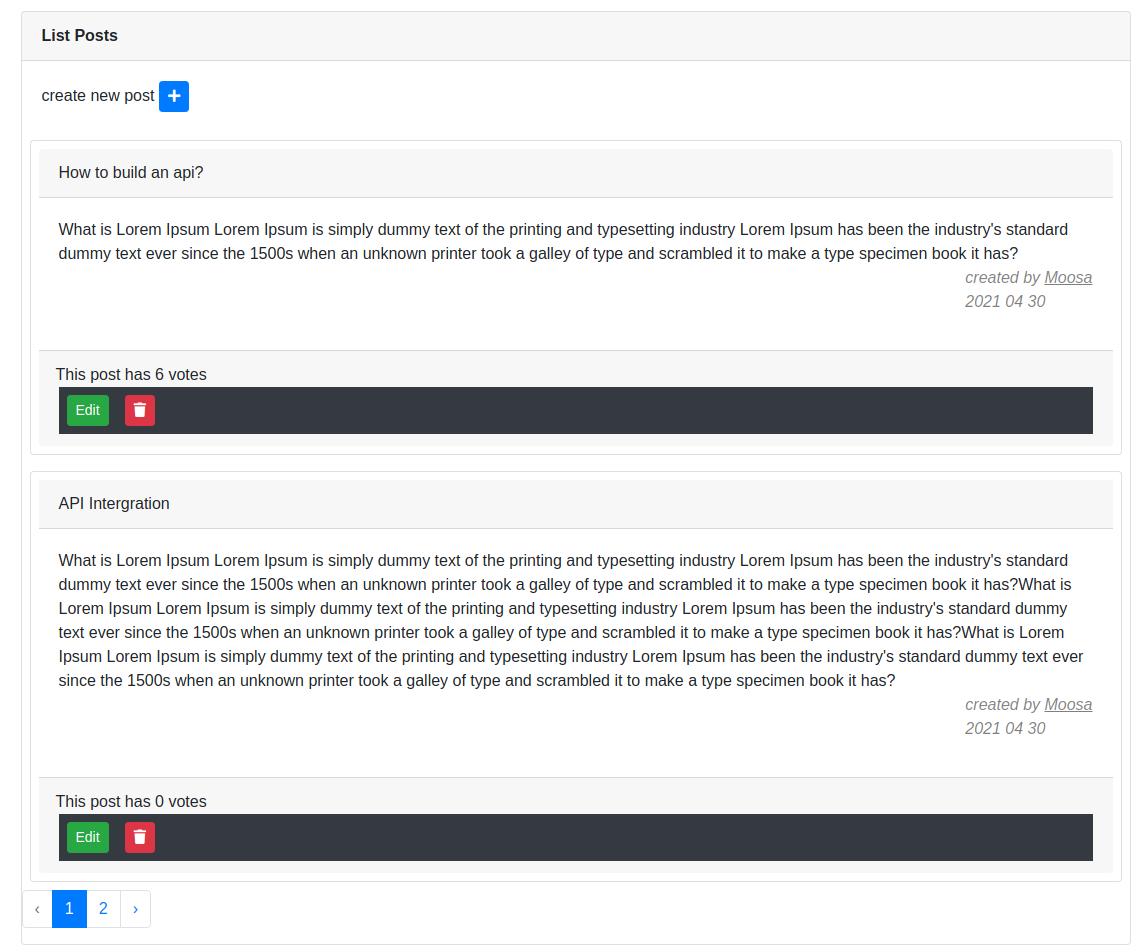 List Posts
create new post +
How to build an api?
What is Lorem Ipsum Lorem Ipsum is simply dummy text of the printing and typesetting industry Lorem Ipsum has been the industry's standard
dummy text ever since the 1500s when an unknown printer took a galley of type and scrambled it to make a type specimen book it has?
created by Moosa
2021 04 30
This post has 6 votes
Edit
API Intergration
What is Lorem Ipsum Lorem Ipsum is simply dummy text of the printing and typesetting industry Lorem Ipsum has been the industry's standard
dummy text ever since the 1500s when an unknown printer took a galley of type and scrambled it to make a type specimen book it has?What is
Lorem Ipsum Lorem Ipsum is simply dummy text of the printing and typesetting industry Lorem Ipsum has been the industry's standard dummy
text ever since the 1500s when an unknown printer took a galley of type and scrambled it to make a type specimen book it has?What is Lorem
Ipsum Lorem Ipsum is simply dummy text of the printing and typesetting industry Lorem Ipsum has been the industry's standard dummy text ever
since the 1500s when an unknown printer took a galley of type and scrambled it to make a type specimen book it has?
created by Moosa
2021 04 30
This post has 0 votes
Edit
‹ 1 2 ›